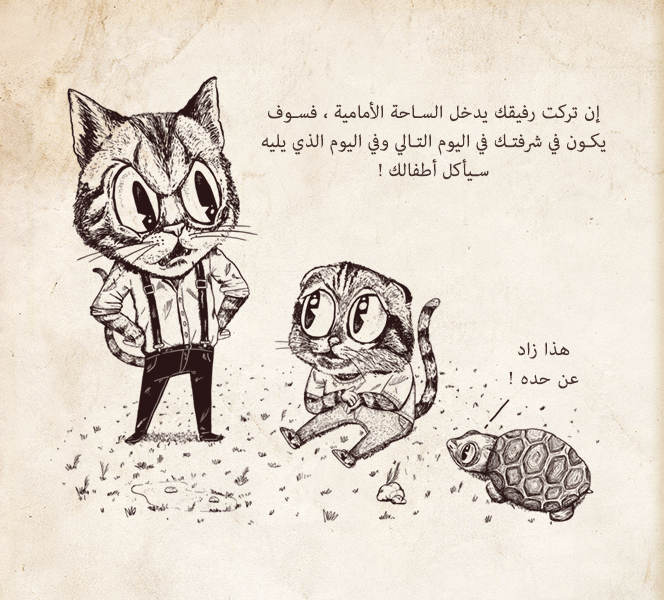 إن تركت رفيقك يدخل الساحة الأمامية ، فسوف
يكون في شرفتك في اليوم التالي وفي اليوم الذي يليه
سيأكل أطفالك !
هذا زاد
عن حده !